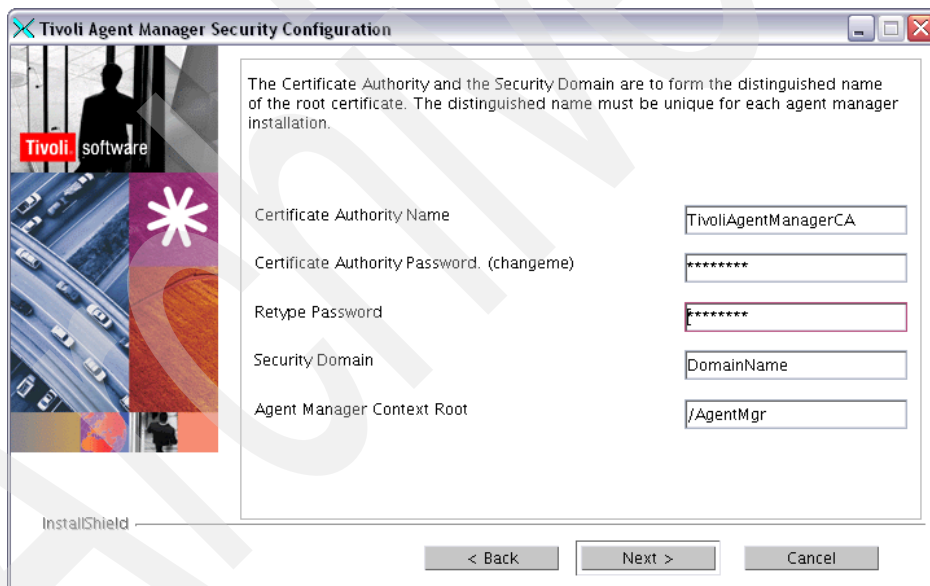 Tivoli Agent Manager Security Configuration
The Certificate Authority and the Security Domain are to form the distinguished name
of the root certificate. The distinguished name must be unique for each agent manager
installation.
Tivoli software
Certificate Authority Name
TivoliAgentManagerCA
Certificate Authority Password. (changeme)
********
Retype Password
********
Security Domain
DomainName
Agent Manager Context Root
/AgentMgr
InstallShield
< Back
Next >
Cancel